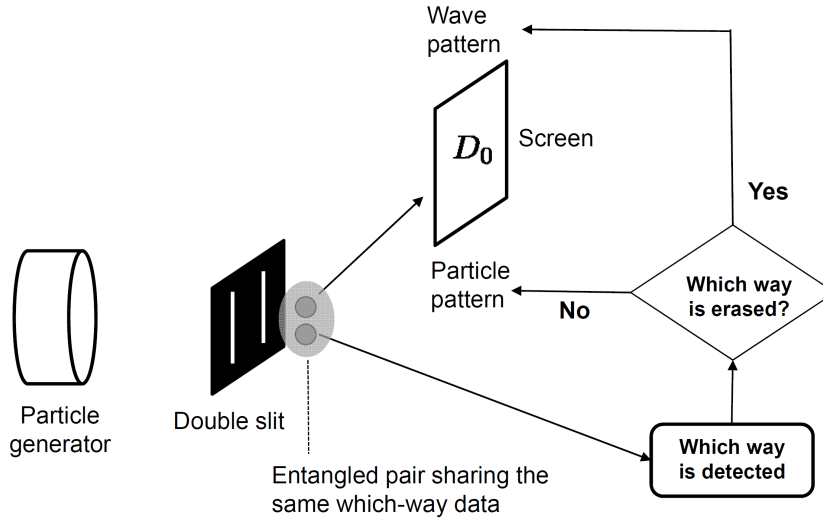 Wave
pattern
D₀
Screen
Yes
Particle
pattern
No
Which way
is erased?
Particle
generator
Double slit
Which way
is detected
Entangled pair sharing the
same which-way data